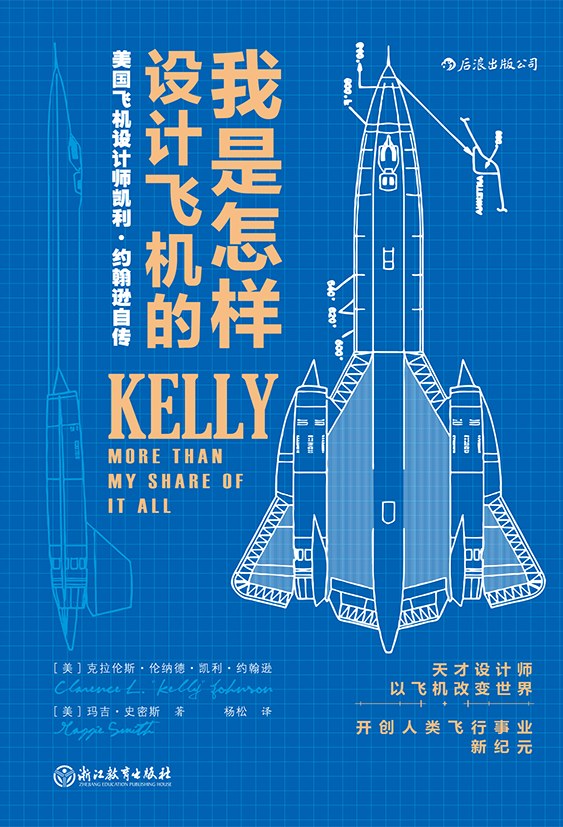 后浪出版公司
我是怎样
设计飞机的
美国飞机设计师凯利·约翰逊自传
KELLY
MORE THAN
MY SHARE OF
IT ALL
640°
620°
600°
ANNETTIA
[美]克拉伦斯·伦纳德·凯利·约翰逊
Clarence L. "Kelly" Johnson
[美]玛吉·史密斯 著 杨松 译
Maggie Smith
天才设计师
以飞机改变世界
开创人类飞行事业
新纪元
浙江教育出版社
ZHEJIANG EDUCATION PUBLISHING HOUSE